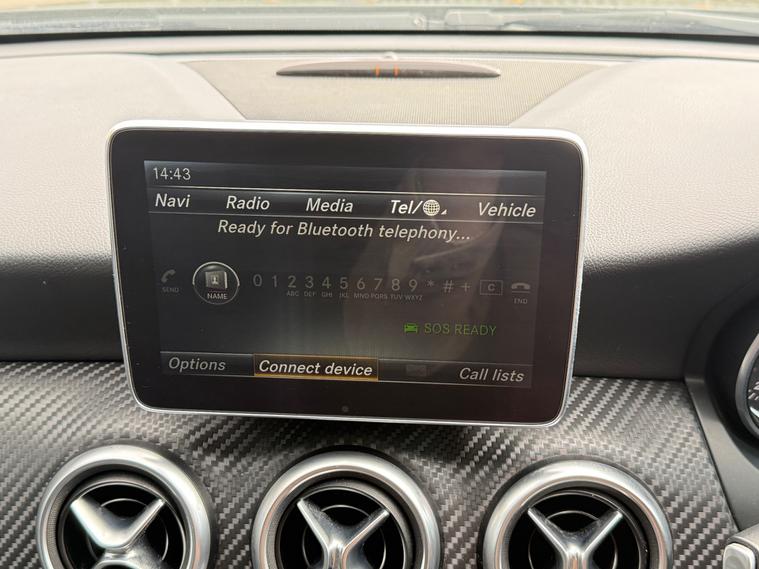 14:43
Navi Radio Media Tel/ Vehicle
Ready for Bluetooth telephony...
0 1 2 3 4 5 6 7 8 9 * # + C
SEND NAME ABC DEF GHI JKL MNO PQRS TUV WXYZ END
SOS READY
Options Connect device Call lists